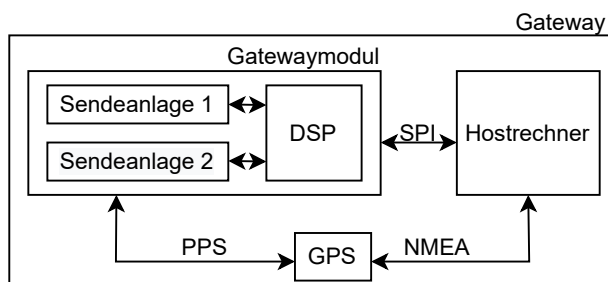 Gateway
Gatewaymodul
Sendeanlage 1
DSP
SPI
Hostrechner
Sendeanlage 2
PPS
GPS
NMEA